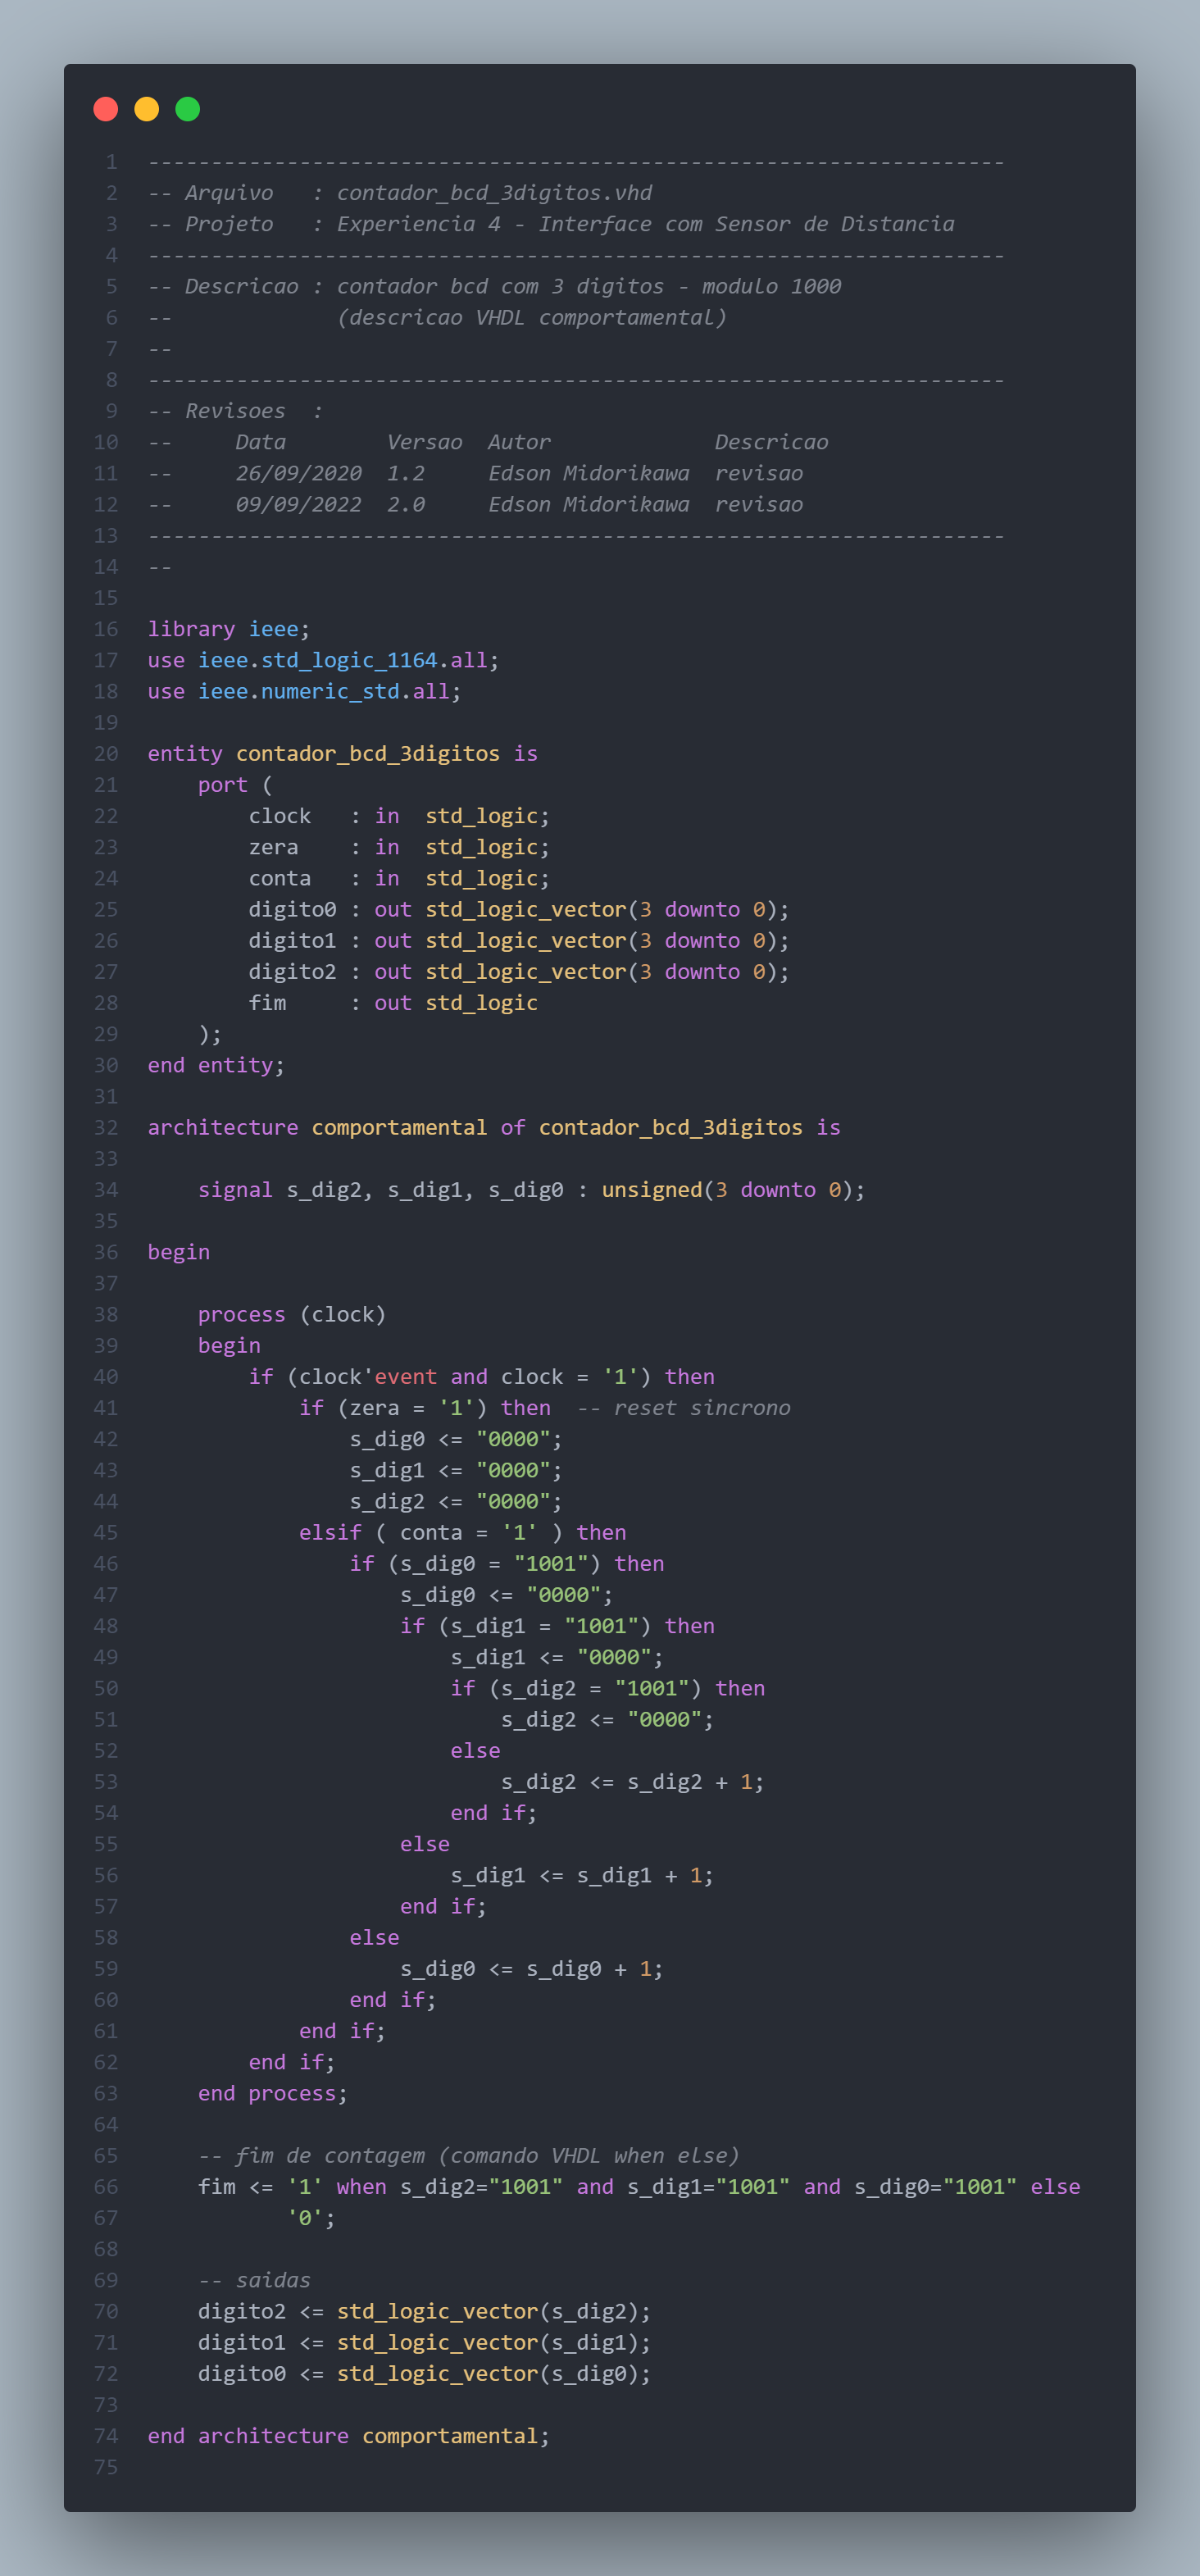 1 --------------------------------------------------------------------
2 -- Arquivo   : contador_bcd_3digitos.vhd
3 -- Projeto   : Experiencia 4 - Interface com Sensor de Distancia
4 --------------------------------------------------------------------
5 -- Descricao : contador bcd com 3 digitos - modulo 1000
6 --             (descricao VHDL comportamental)
7 --
8 --------------------------------------------------------------------
9 -- Revisoes  :
10 --     Data        Versao  Autor             Descricao
11 --     26/09/2020  1.2     Edson Midorikawa  revisao
12 --     09/09/2022  2.0     Edson Midorikawa  revisao
13 --------------------------------------------------------------------
14 --
15
16 library ieee;
17 use ieee.std_logic_1164.all;
18 use ieee.numeric_std.all;
19
20 entity contador_bcd_3digitos is
21     port (
22         clock   : in  std_logic;
23         zera    : in  std_logic;
24         conta   : in  std_logic;
25         digito0 : out std_logic_vector(3 downto 0);
26         digito1 : out std_logic_vector(3 downto 0);
27         digito2 : out std_logic_vector(3 downto 0);
28         fim     : out std_logic
29     );
30 end entity;
31
32 architecture comportamental of contador_bcd_3digitos is
33
34     signal s_dig2, s_dig1, s_dig0 : unsigned(3 downto 0);
35
36 begin
37
38     process (clock)
39     begin
40         if (clock'event and clock = '1') then
41             if (zera = '1') then  -- reset sincrono
42                 s_dig0 <= "0000";
43                 s_dig1 <= "0000";
44                 s_dig2 <= "0000";
45             elsif ( conta = '1' ) then
46                 if (s_dig0 = "1001") then
47                     s_dig0 <= "0000";
48                     if (s_dig1 = "1001") then
49                         s_dig1 <= "0000";
50                         if (s_dig2 = "1001") then
51                             s_dig2 <= "0000";
52                         else
53                             s_dig2 <= s_dig2 + 1;
54                         end if;
55                     else
56                         s_dig1 <= s_dig1 + 1;
57                     end if;
58                 else
59                     s_dig0 <= s_dig0 + 1;
60                 end if;
61             end if;
62         end if;
63     end process;
64
65     -- fim de contagem (comando VHDL when else)
66     fim <= '1' when s_dig2="1001" and s_dig1="1001" and s_dig0="1001" else
67            '0';
68
69     -- saidas
70     digito2 <= std_logic_vector(s_dig2);
71     digito1 <= std_logic_vector(s_dig1);
72     digito0 <= std_logic_vector(s_dig0);
73
74 end architecture comportamental;
75